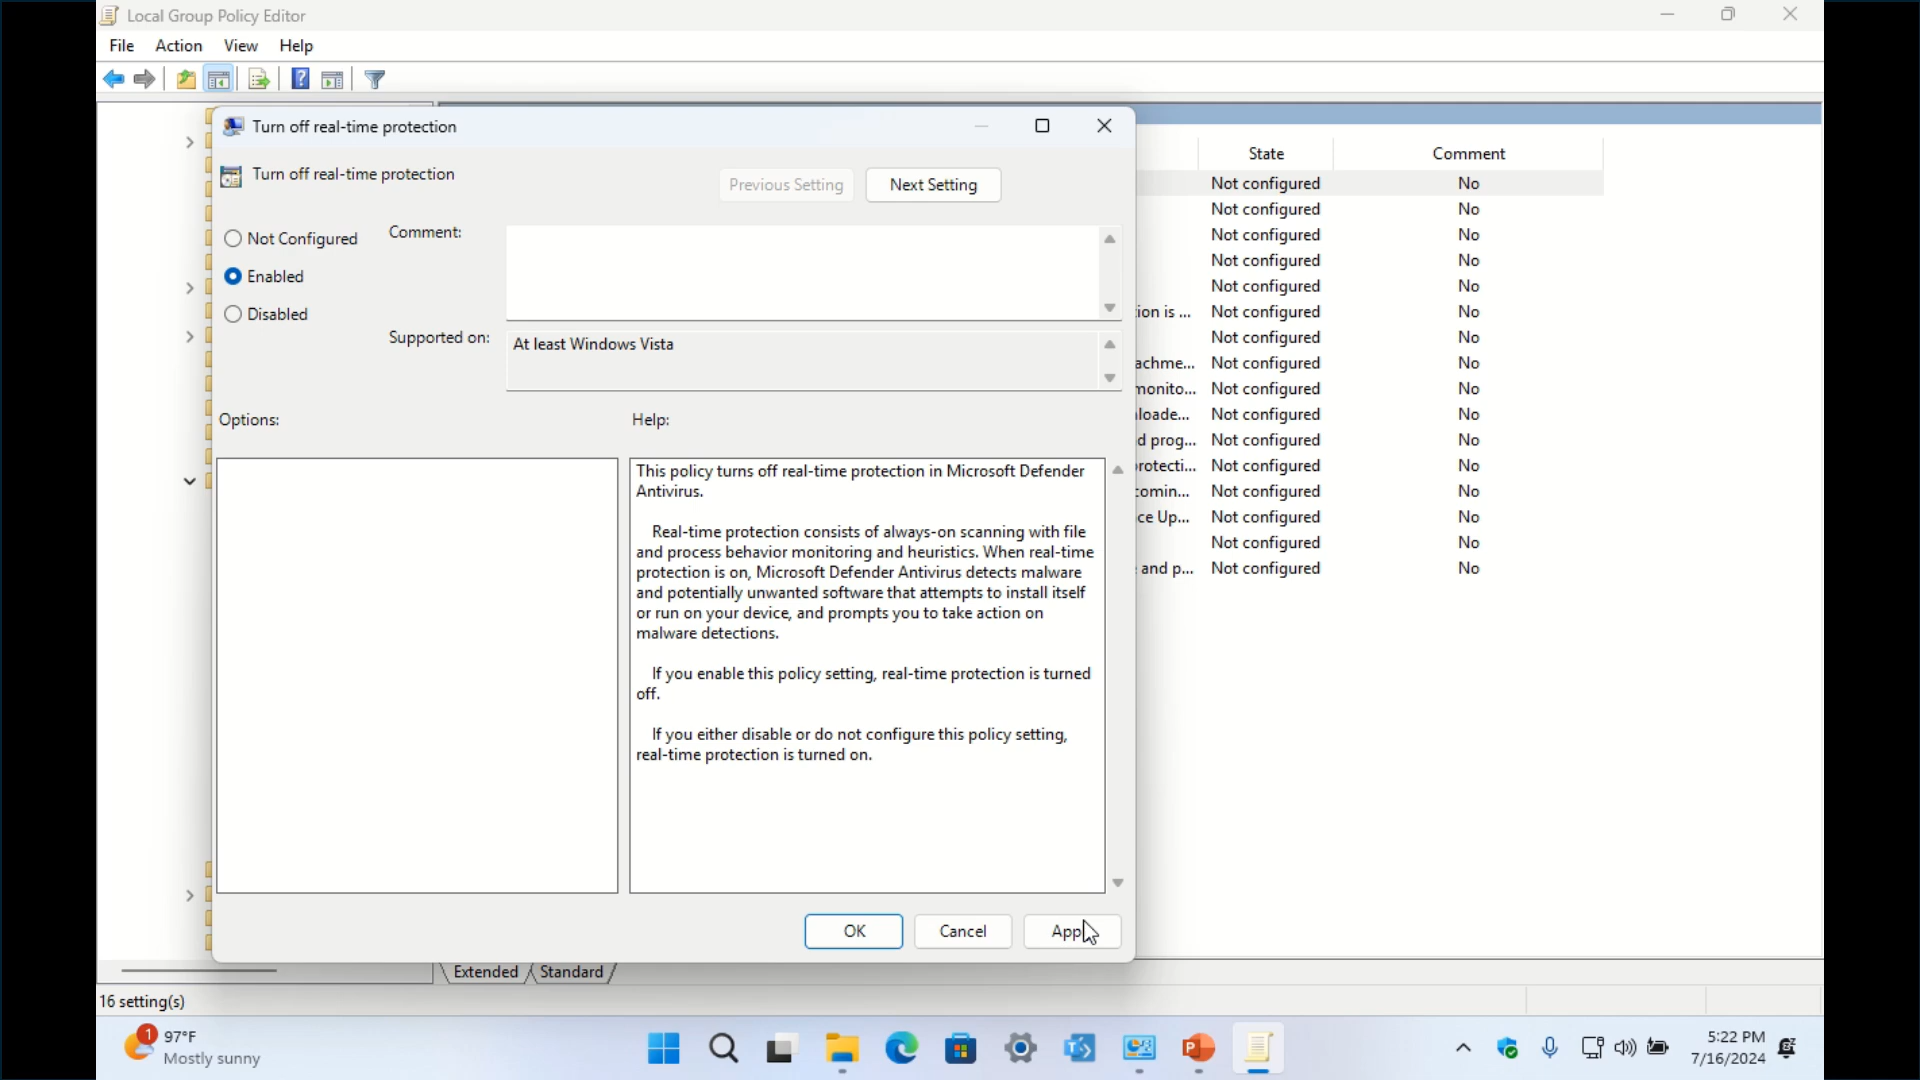 Local Group Policy Editor
File Action View Help
Turn off real-time protection
Turn off real-time protection
Previous Setting
Next Setting
Not Configured
Enabled
Disabled
Comment:
Supported on:
At least Windows Vista
Options:
Help:
This policy turns off real-time protection in Microsoft Defender
Antivirus.
Real-time protection consists of always-on scanning with file
and process behavior monitoring and heuristics. When real-time
protection is on, Microsoft Defender Antivirus detects malware
and potentially unwanted software that attempts to install itself
or run on your device, and prompts you to take action on
malware detections.
If you enable this policy setting, real-time protection is turned
off.
If you either disable or do not configure this policy setting,
real-time protection is turned on.
OK
Cancel
State Comment
Not configured No
Not configured No
Not configured No
Not configured No
Not configured No
ion is ... Not configured No
Not configured No
achme... Not configured No
monito... Not configured No
loade... Not configured No
d prog... Not configured No
rotecti... Not configured No
comin... Not configured No
ce Up... Not configured No
Not configured No
and p... Not configured No
Extended Standard
16 setting(s)
1
97°F
Mostly sunny
5:22 PM
7/16/2024